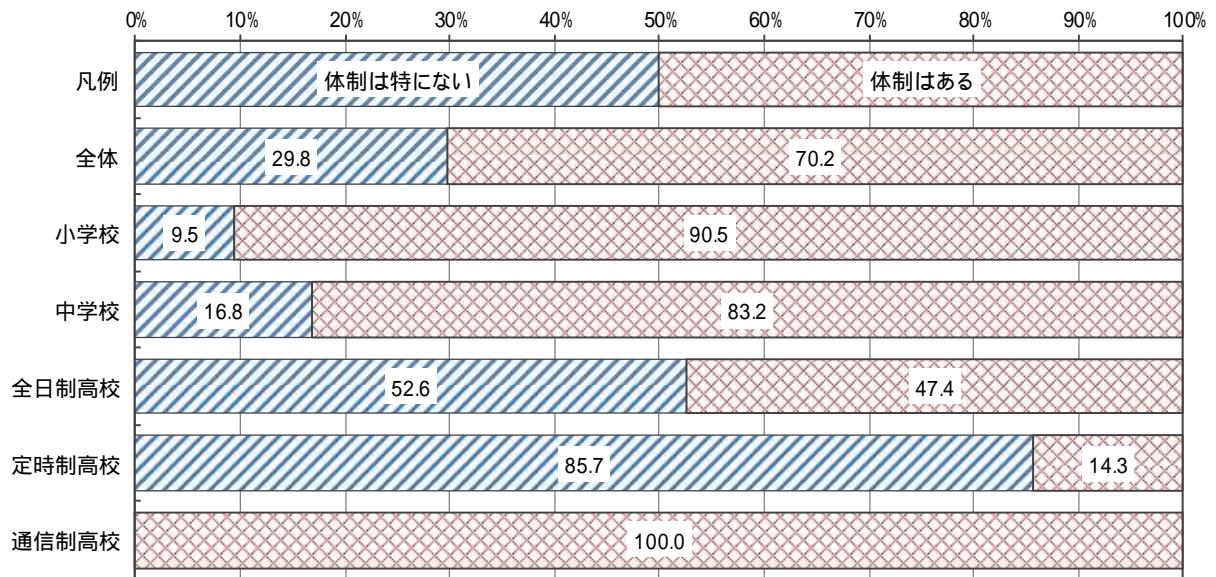 0% 10% 20% 30% 40% 50% 60% 70% 80% 90% 100%
凡例 体制は特にない 体制はある
全体 29.8 70.2
小学校 9.5 90.5
中学校 16.8 83.2
全日制高校 52.6 47.4
定時制高校 85.7 14.3
通信制高校 100.0